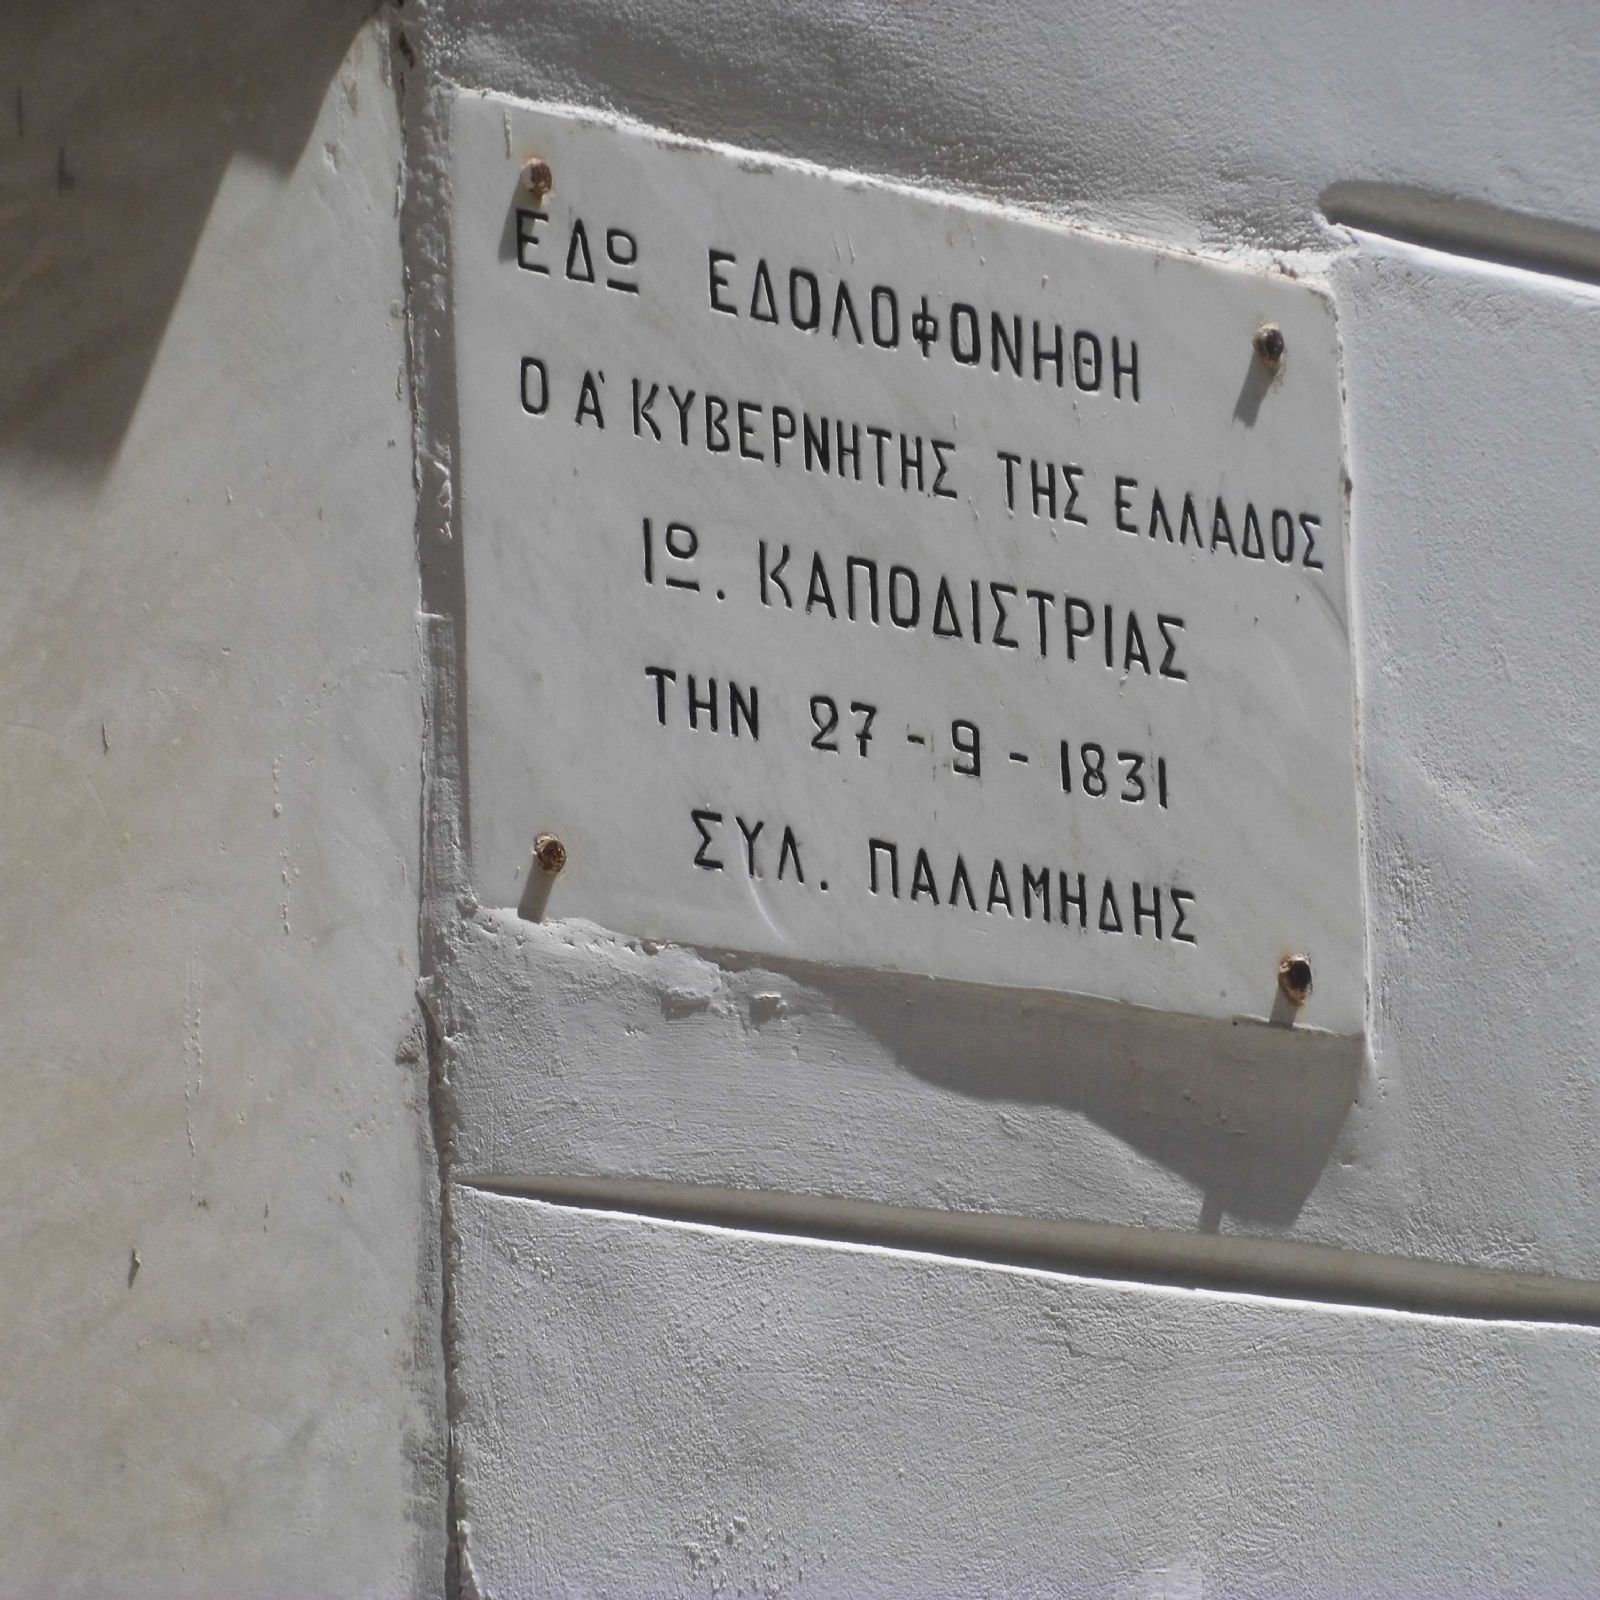 ΕΔΩ ΕΔΟΛΟΦΟΝΗΘΗ
Ο Α' ΚΥΒΕΡΝΗΤΗΣ ΤΗΣ ΕΛΛΑΔΟΣ
ΙΩ. ΚΑΠΟΔΙΣΤΡΙΑΣ
ΤΗΝ 27-9-1831
ΣΥΛ. ΠΑΛΑΜΗΔΗΣ